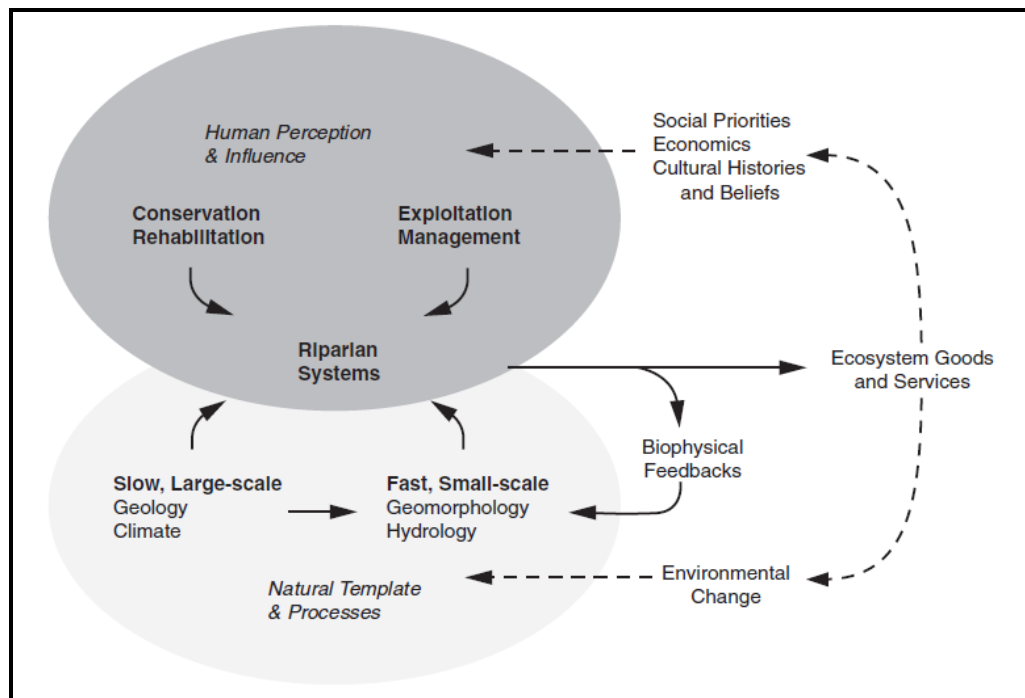 Human Perception
& Influence
Social Priorities
Economics
Cultural Histories
and Beliefs
Conservation
Rehabilitation
Exploitation
Management
Riparian
Systems
Ecosystem Goods
and Services
Biophysical
Feedbacks
Slow, Large-scale
Geology
Climate
Fast, Small-scale
Geomorphology
Hydrology
Natural Template
& Processes
Environmental
Change